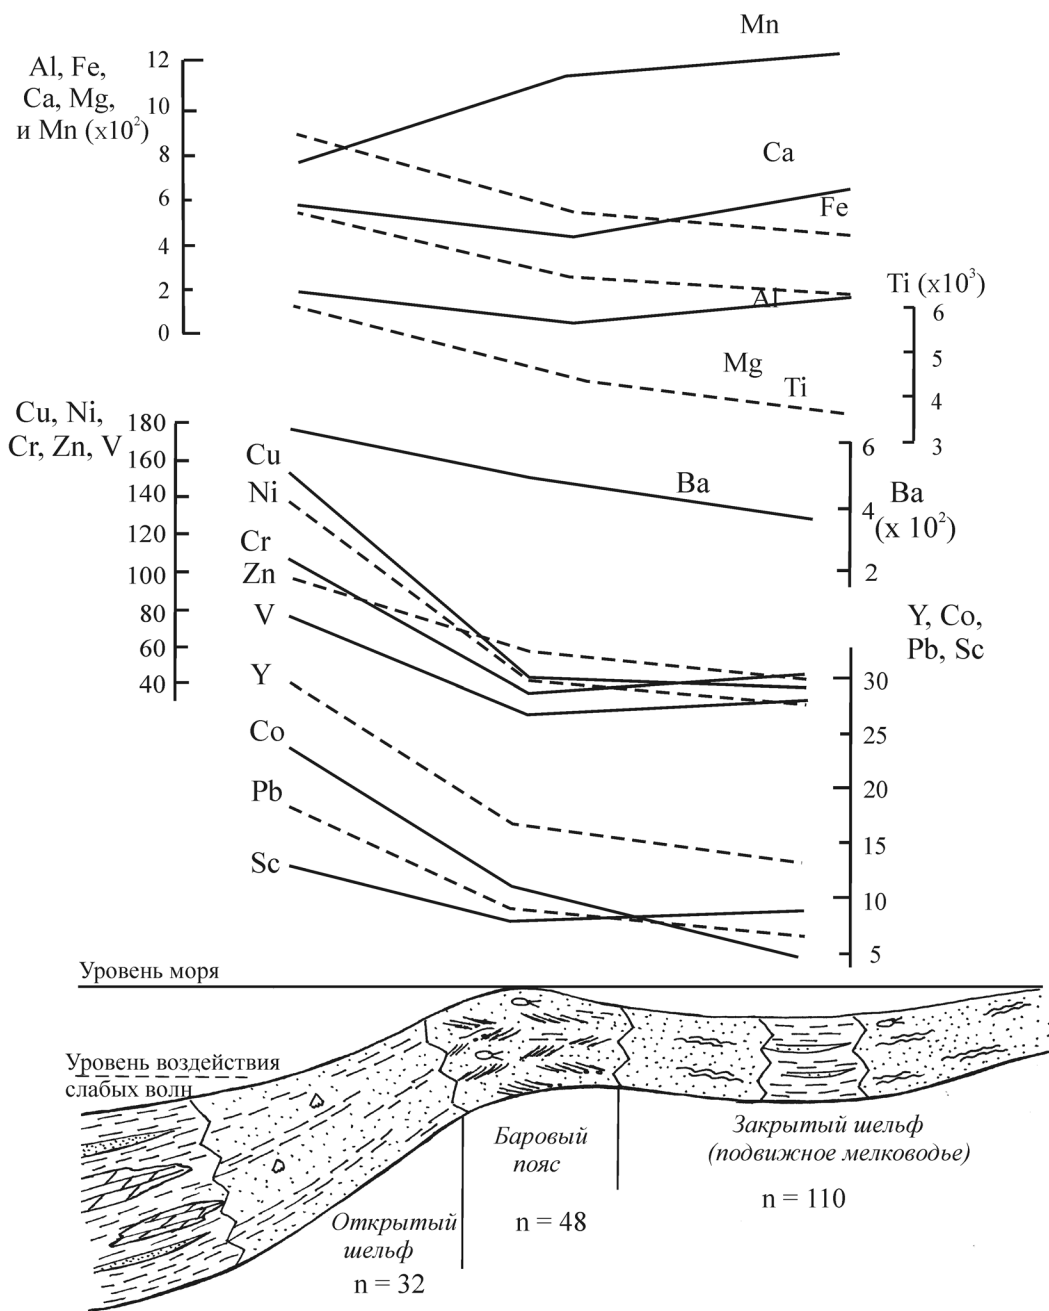 Mn
Al, Fe,
Ca, Mg,
и Mn (x10²)
12
10
8
6
4
2
0
Ca
Fe
Al
Mg
Ti
Ti (x10³)
6
5
4
3
Cu, Ni,
Cr, Zn, V
180
160
140
120
100
80
60
40
Cu
Ni
Cr
Zn
V
Y
Co
Pb
Sc
Ba
6
4
2
Ba
(x 10²)
Y, Co,
Pb, Sc
30
25
20
15
10
5
Уровень моря
Уровень воздействия
слабых волн
Открытый
шельф
n = 32
Баровый
пояс
n = 48
Закрытый шельф
(подвижное мелководье)
n = 110